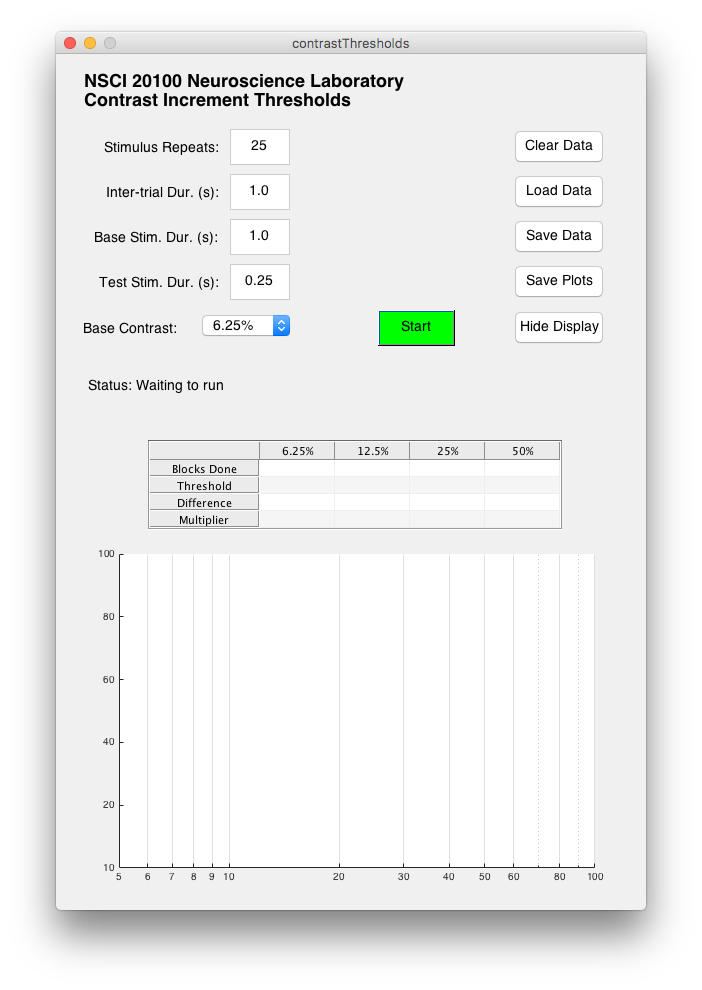 contrastThresholds
NSCI 20100 Neuroscience Laboratory
Contrast Increment Thresholds
Stimulus Repeats: 25 Clear Data
Inter-trial Dur. (s): 1.0 Load Data
Base Stim. Dur. (s): 1.0 Save Data
Test Stim. Dur. (s): 0.25 Save Plots
Base Contrast: 6.25% Start Hide Display
Status: Waiting to run
6.25% 12.5% 25% 50%
Blocks Done
Threshold
Difference
Multiplier
100
80
60
40
20
10
5 6 7 8 9 10 20 30 40 50 60 80 100